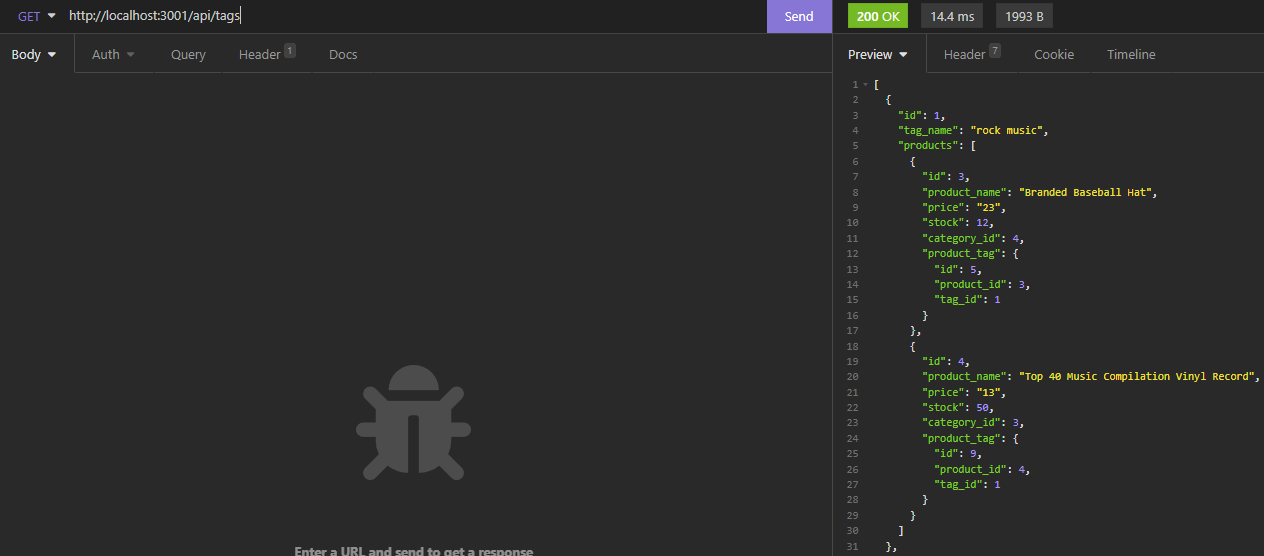 GET http://localhost:3001/api/tags Send 200 OK 14.4 ms 1993 B
Body Auth Query Header 1 Docs Preview Header 7 Cookie Timeline
1 [
2 {
3 "id": 1,
4 "tag_name": "rock music",
5 "products": [
6 {
7 "id": 3,
8 "product_name": "Branded Baseball Hat",
9 "price": "23",
10 "stock": 12,
11 "category_id": 4,
12 "product_tag": {
13 "id": 5,
14 "product_id": 3,
15 "tag_id": 1
16 }
17 },
18 {
19 "id": 4,
20 "product_name": "Top 40 Music Compilation Vinyl Record",
21 "price": "13",
22 "stock": 50,
23 "category_id": 3,
24 "product_tag": {
25 "id": 9,
26 "product_id": 4,
27 "tag_id": 1
28 }
29 }
30 ]
31 },
Enter a URL and send to get a response